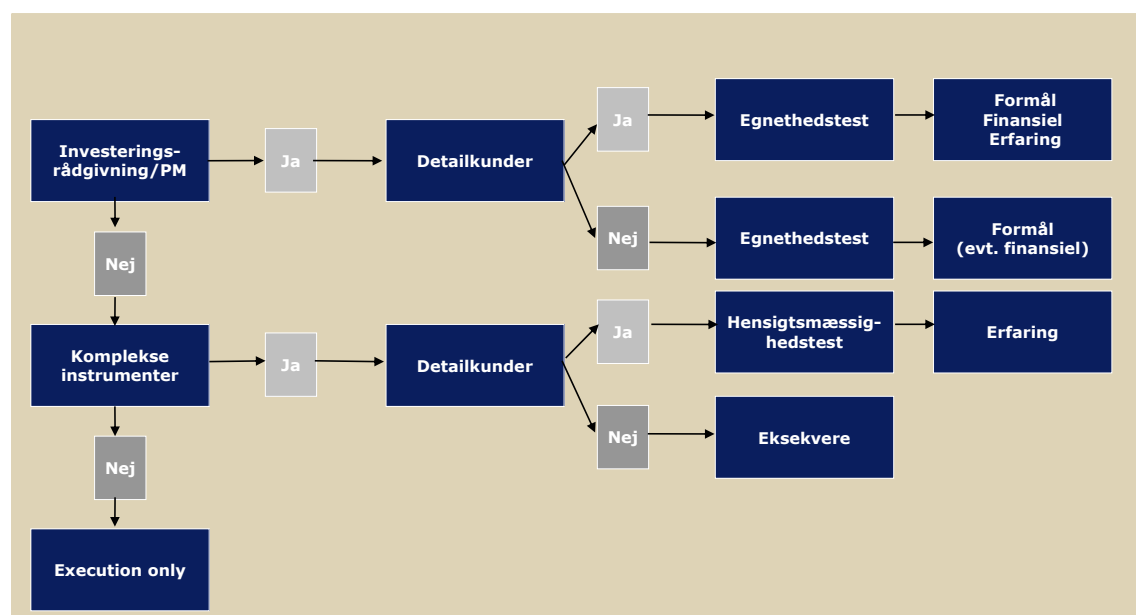 Investerings-
rådgivning/PM
Ja
Detailkunder
Ja
Egnethedstest
Formål
Finansiel
Erfaring
Nej
Egnethedstest
Formål
(evt. finansiel)
Nej
Komplekse
instrumenter
Ja
Detailkunder
Ja
Hensigtsmæssig-
hedstest
Erfaring
Nej
Eksekvere
Nej
Execution only